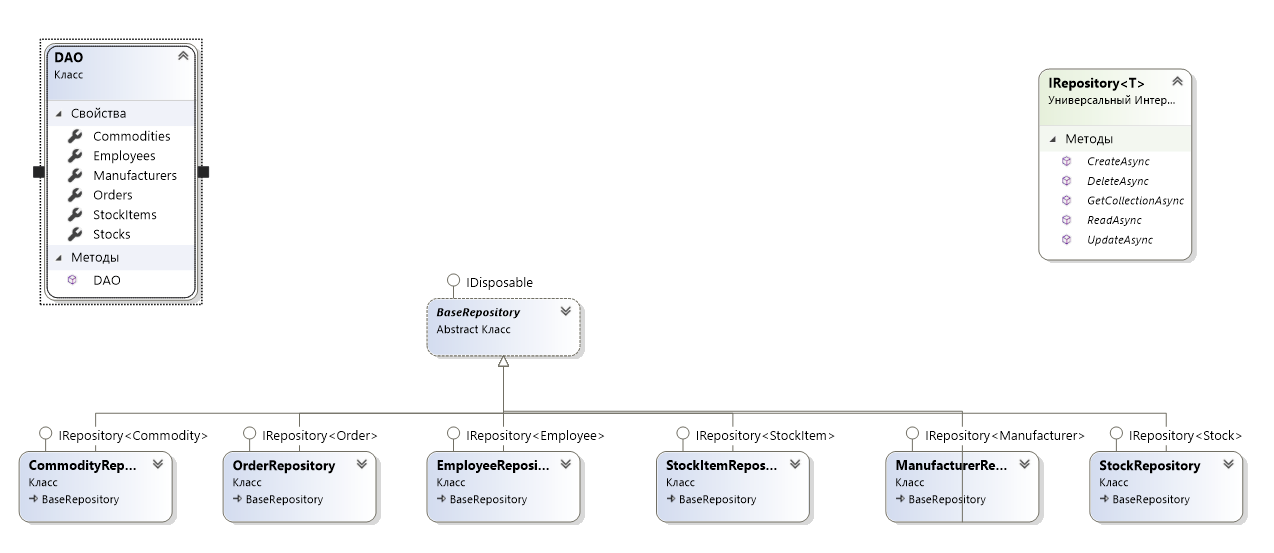 DAO
Класс
Свойства
Commodities
Employees
Manufacturers
Orders
StockItems
Stocks
Методы
DAO
IRepository<T>
Универсальный Интер...
Методы
CreateAsync
DeleteAsync
GetCollectionAsync
ReadAsync
UpdateAsync
IDisposable
BaseRepository
Abstract Класс
IRepository<Commodity>
CommodityRep...
Класс
BaseRepository
IRepository<Order>
OrderRepository
Класс
BaseRepository
IRepository<Employee>
EmployeeReposi...
Класс
BaseRepository
IRepository<StockItem>
StockItemRepos...
Класс
BaseRepository
IRepository<Manufacturer>
ManufacturerRe...
Класс
BaseRepository
IRepository<Stock>
StockRepository
Класс
BaseRepository